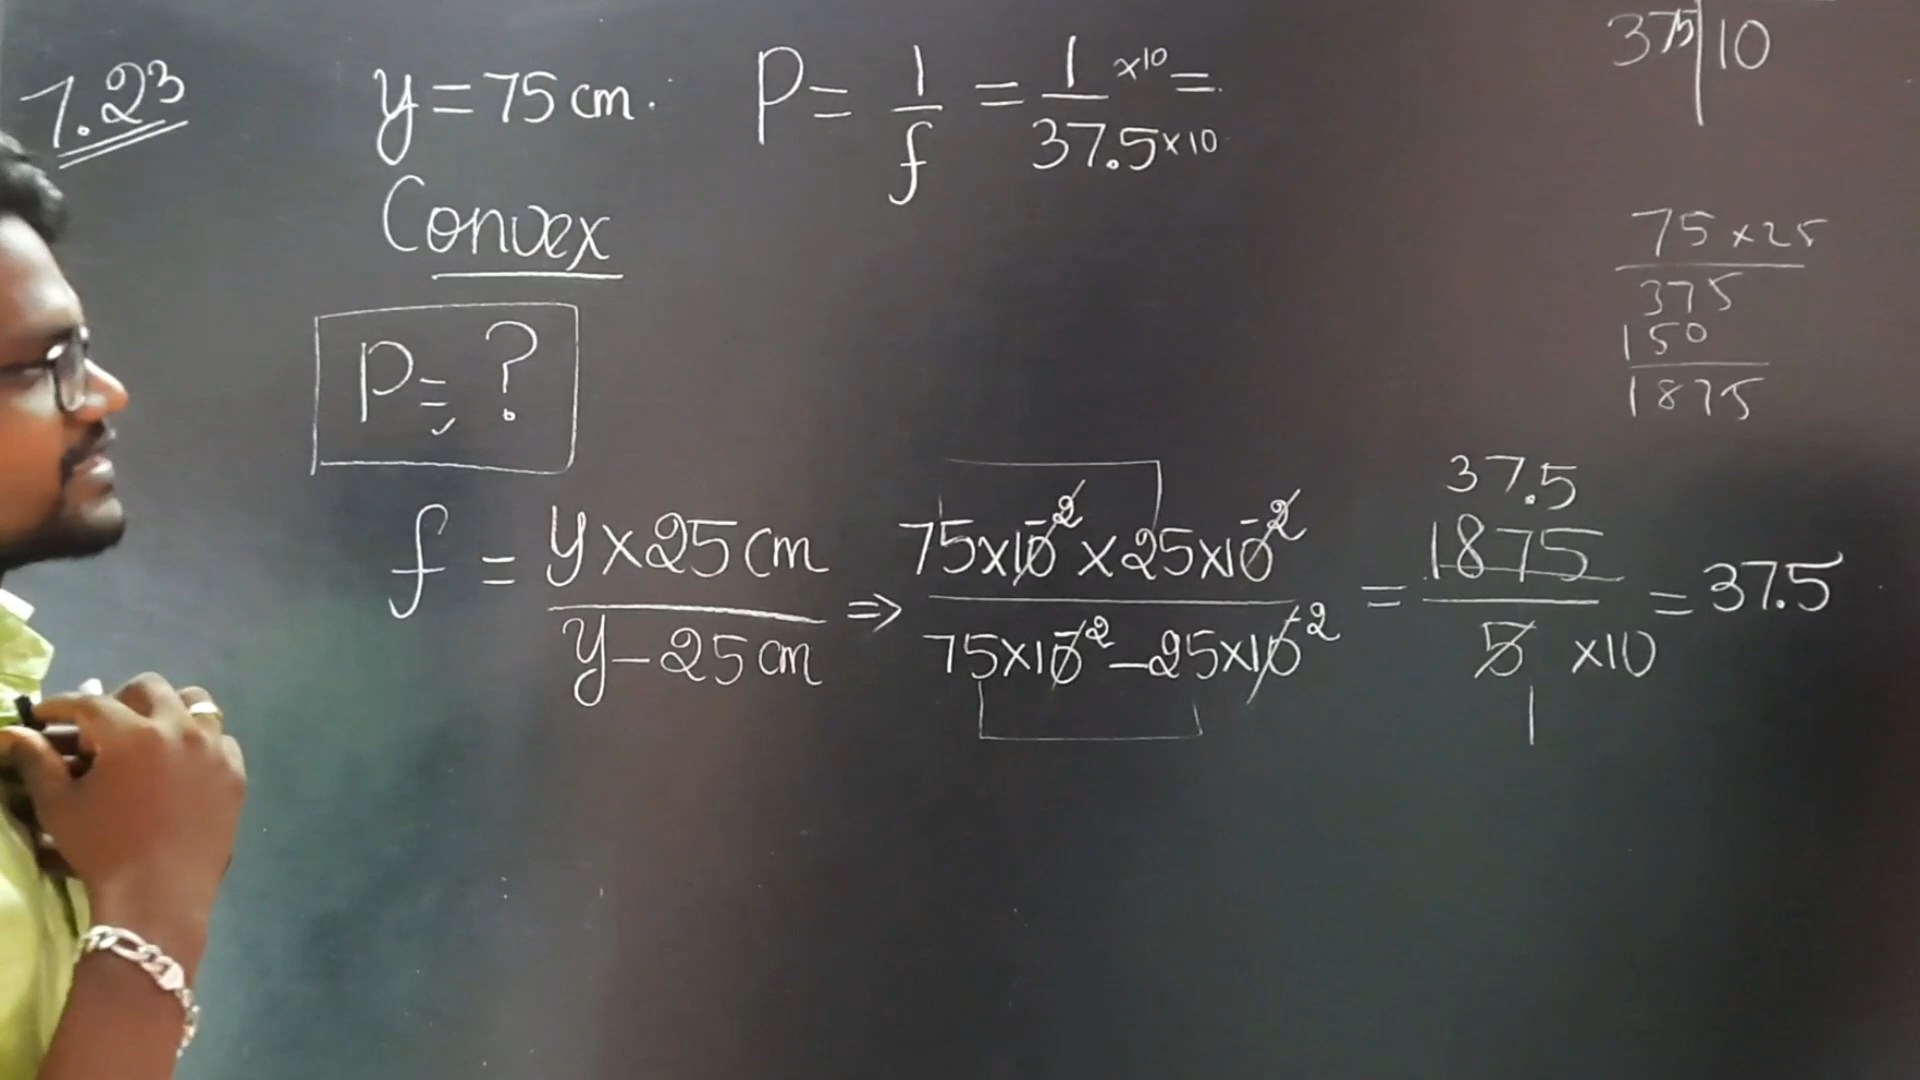 7.23
y = 75 cm.
Convex
P = ?
P = 1/f = 1 ×10 / 37.5 ×10 =
375 | 10
75 × 25
375
150
1875
f = y × 25 cm / y − 25 cm ⇒ 75×10⁻² × 25×10⁻² / 75×10⁻² − 25×10⁻² = 1875 / 5 ×10 = 37.5
37.5
1